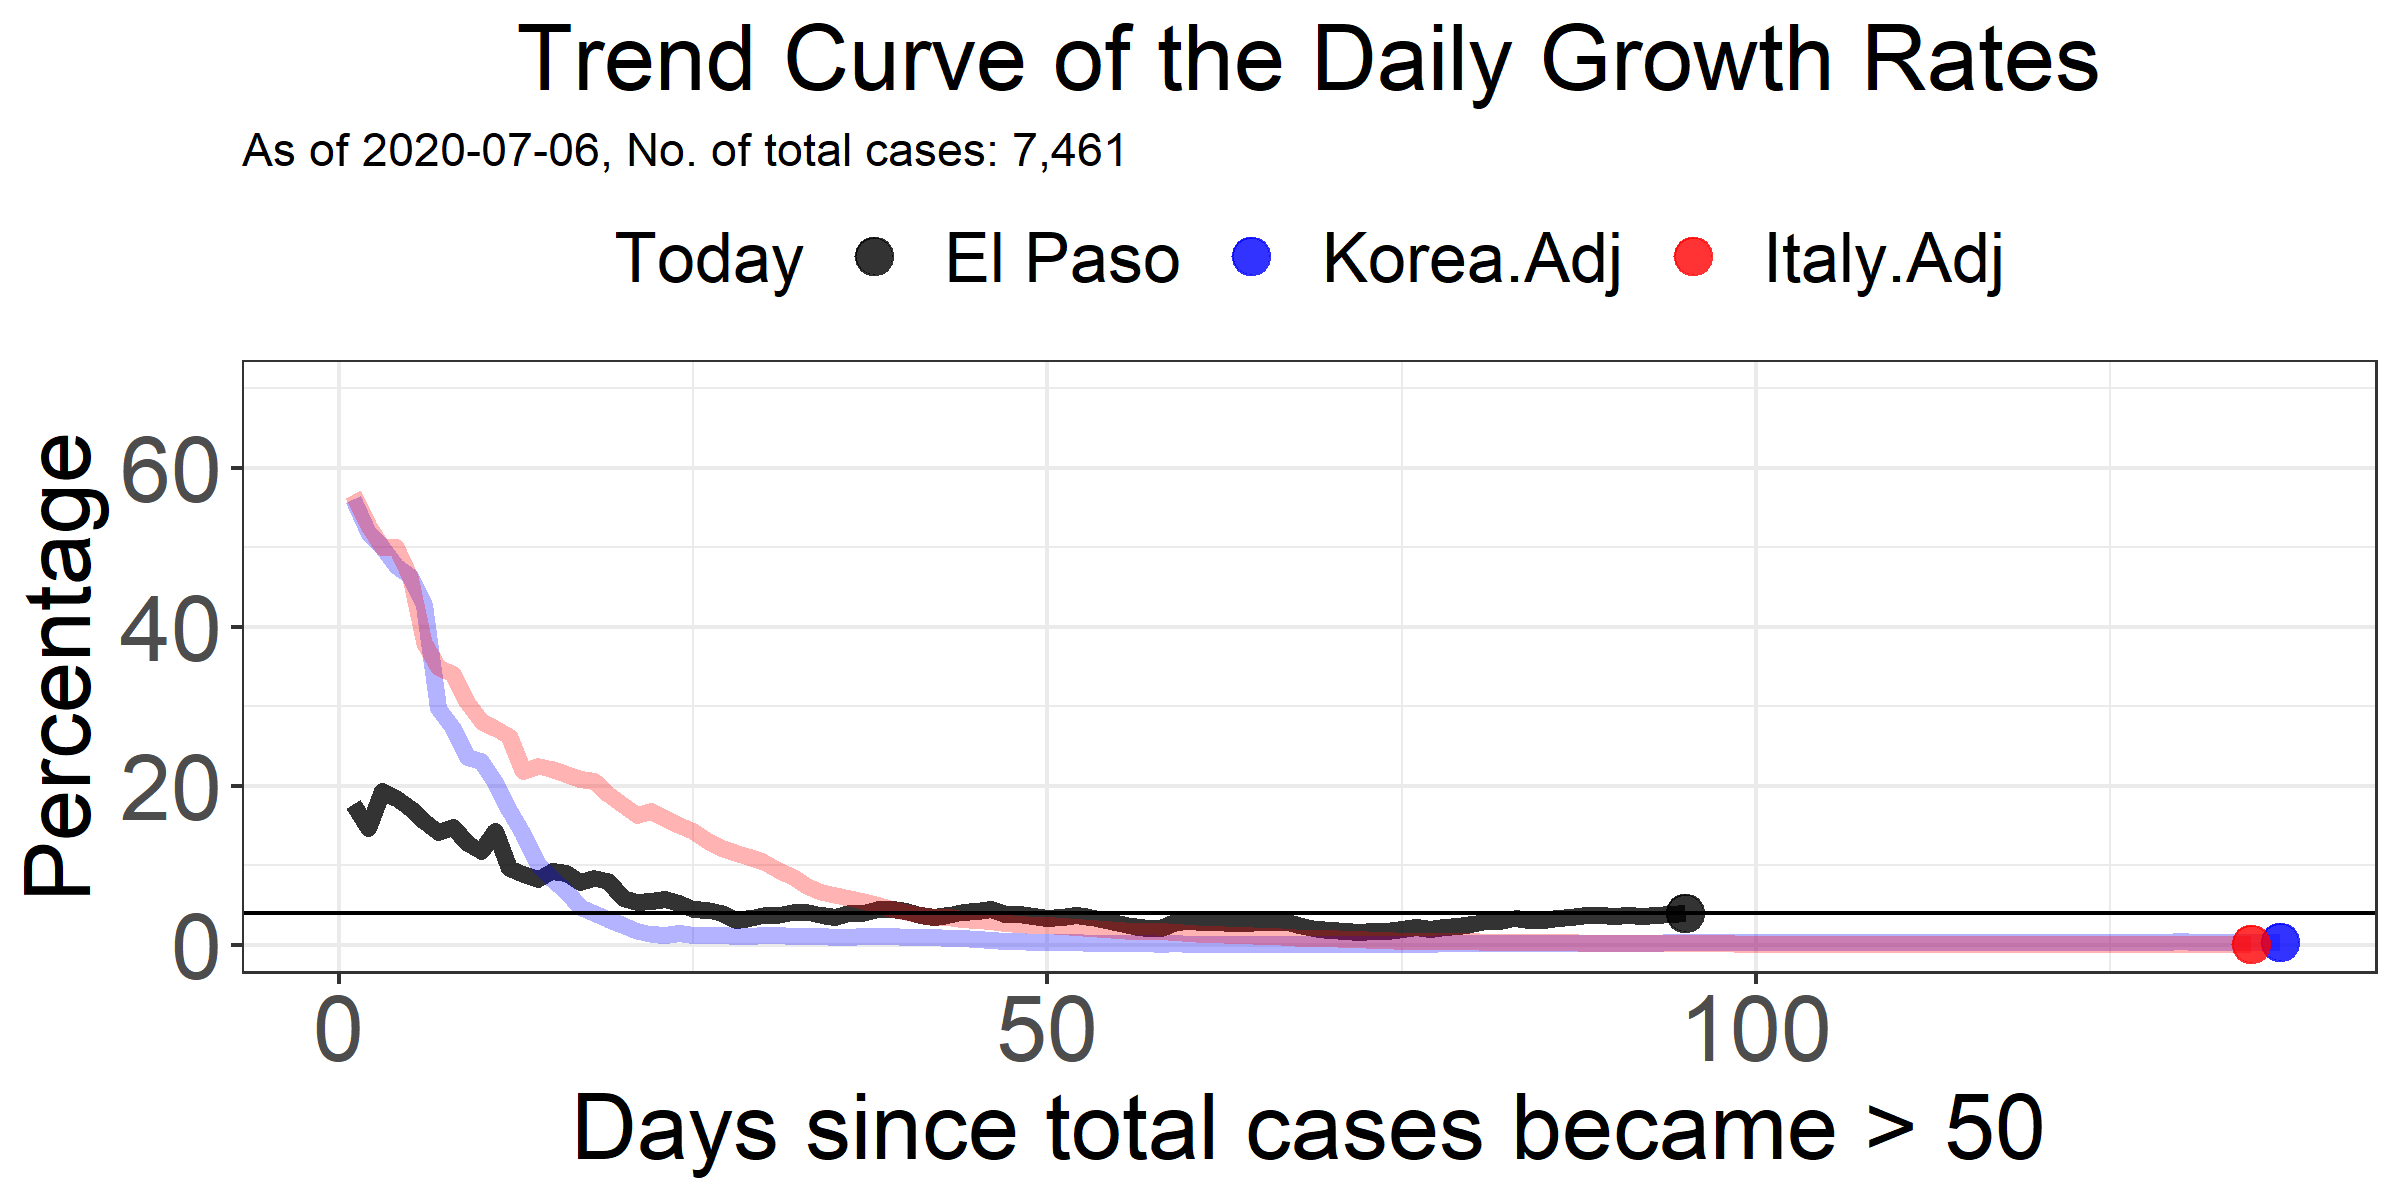 Trend Curve of the Daily Growth Rates
As of 2020-07-06, No. of total cases: 7,461
Today El Paso Korea.Adj Italy.Adj
Percentage
60
40
20
0
0 50 100
Days since total cases became > 50